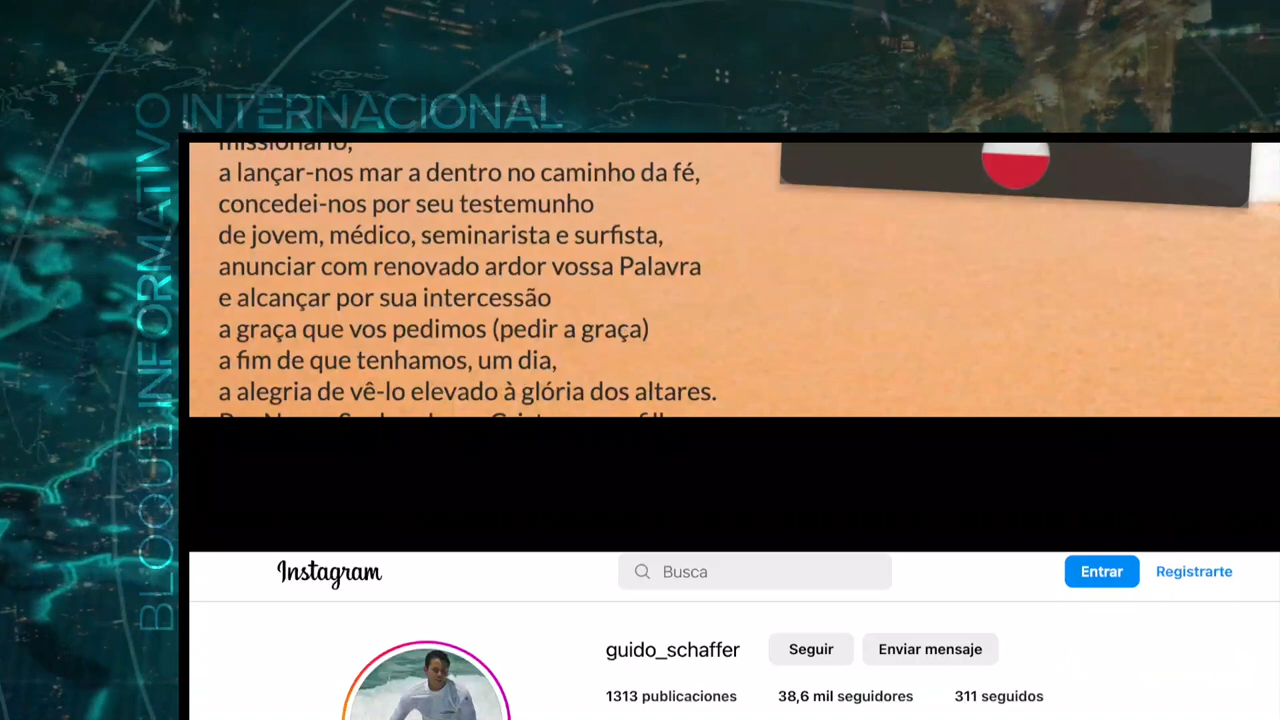 BLOQUE INFORMATIVO
INTERNACIONAL
missionário,
a lançar-nos mar a dentro no caminho da fé,
concedei-nos por seu testemunho
de jovem, médico, seminarista e surfista,
anunciar com renovado ardor vossa Palavra
e alcançar por sua intercessão
a graça que vos pedimos (pedir a graça)
a fim de que tenhamos, um dia,
a alegria de vê-lo elevado à glória dos altares.
Instagram
Busca
Entrar
Registrarte
guido_schaffer
Seguir
Enviar mensaje
1313 publicaciones
38,6 mil seguidores
311 seguidos